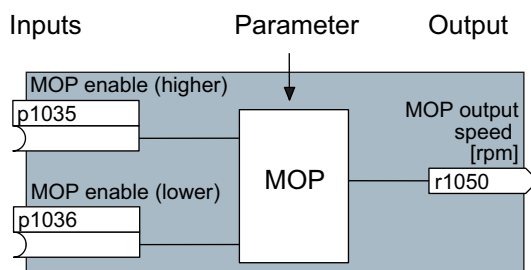 Inputs Parameter Output
MOP enable (higher)
p1035
MOP enable (lower)
p1036
MOP
MOP output
speed
[rpm]
r1050